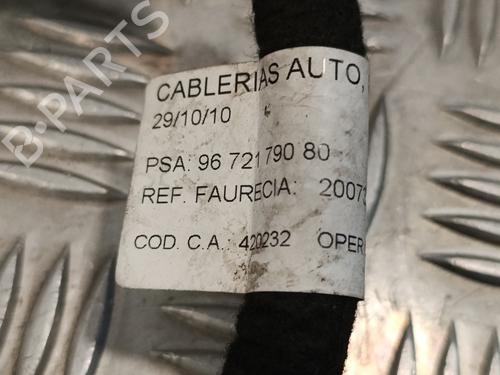 CABLERIAS AUTO,
29/10/10
PSA: 96 721 790 80
REF. FAURECIA: 2007
COD. C.A.: 420232 OPER
B-PARTS